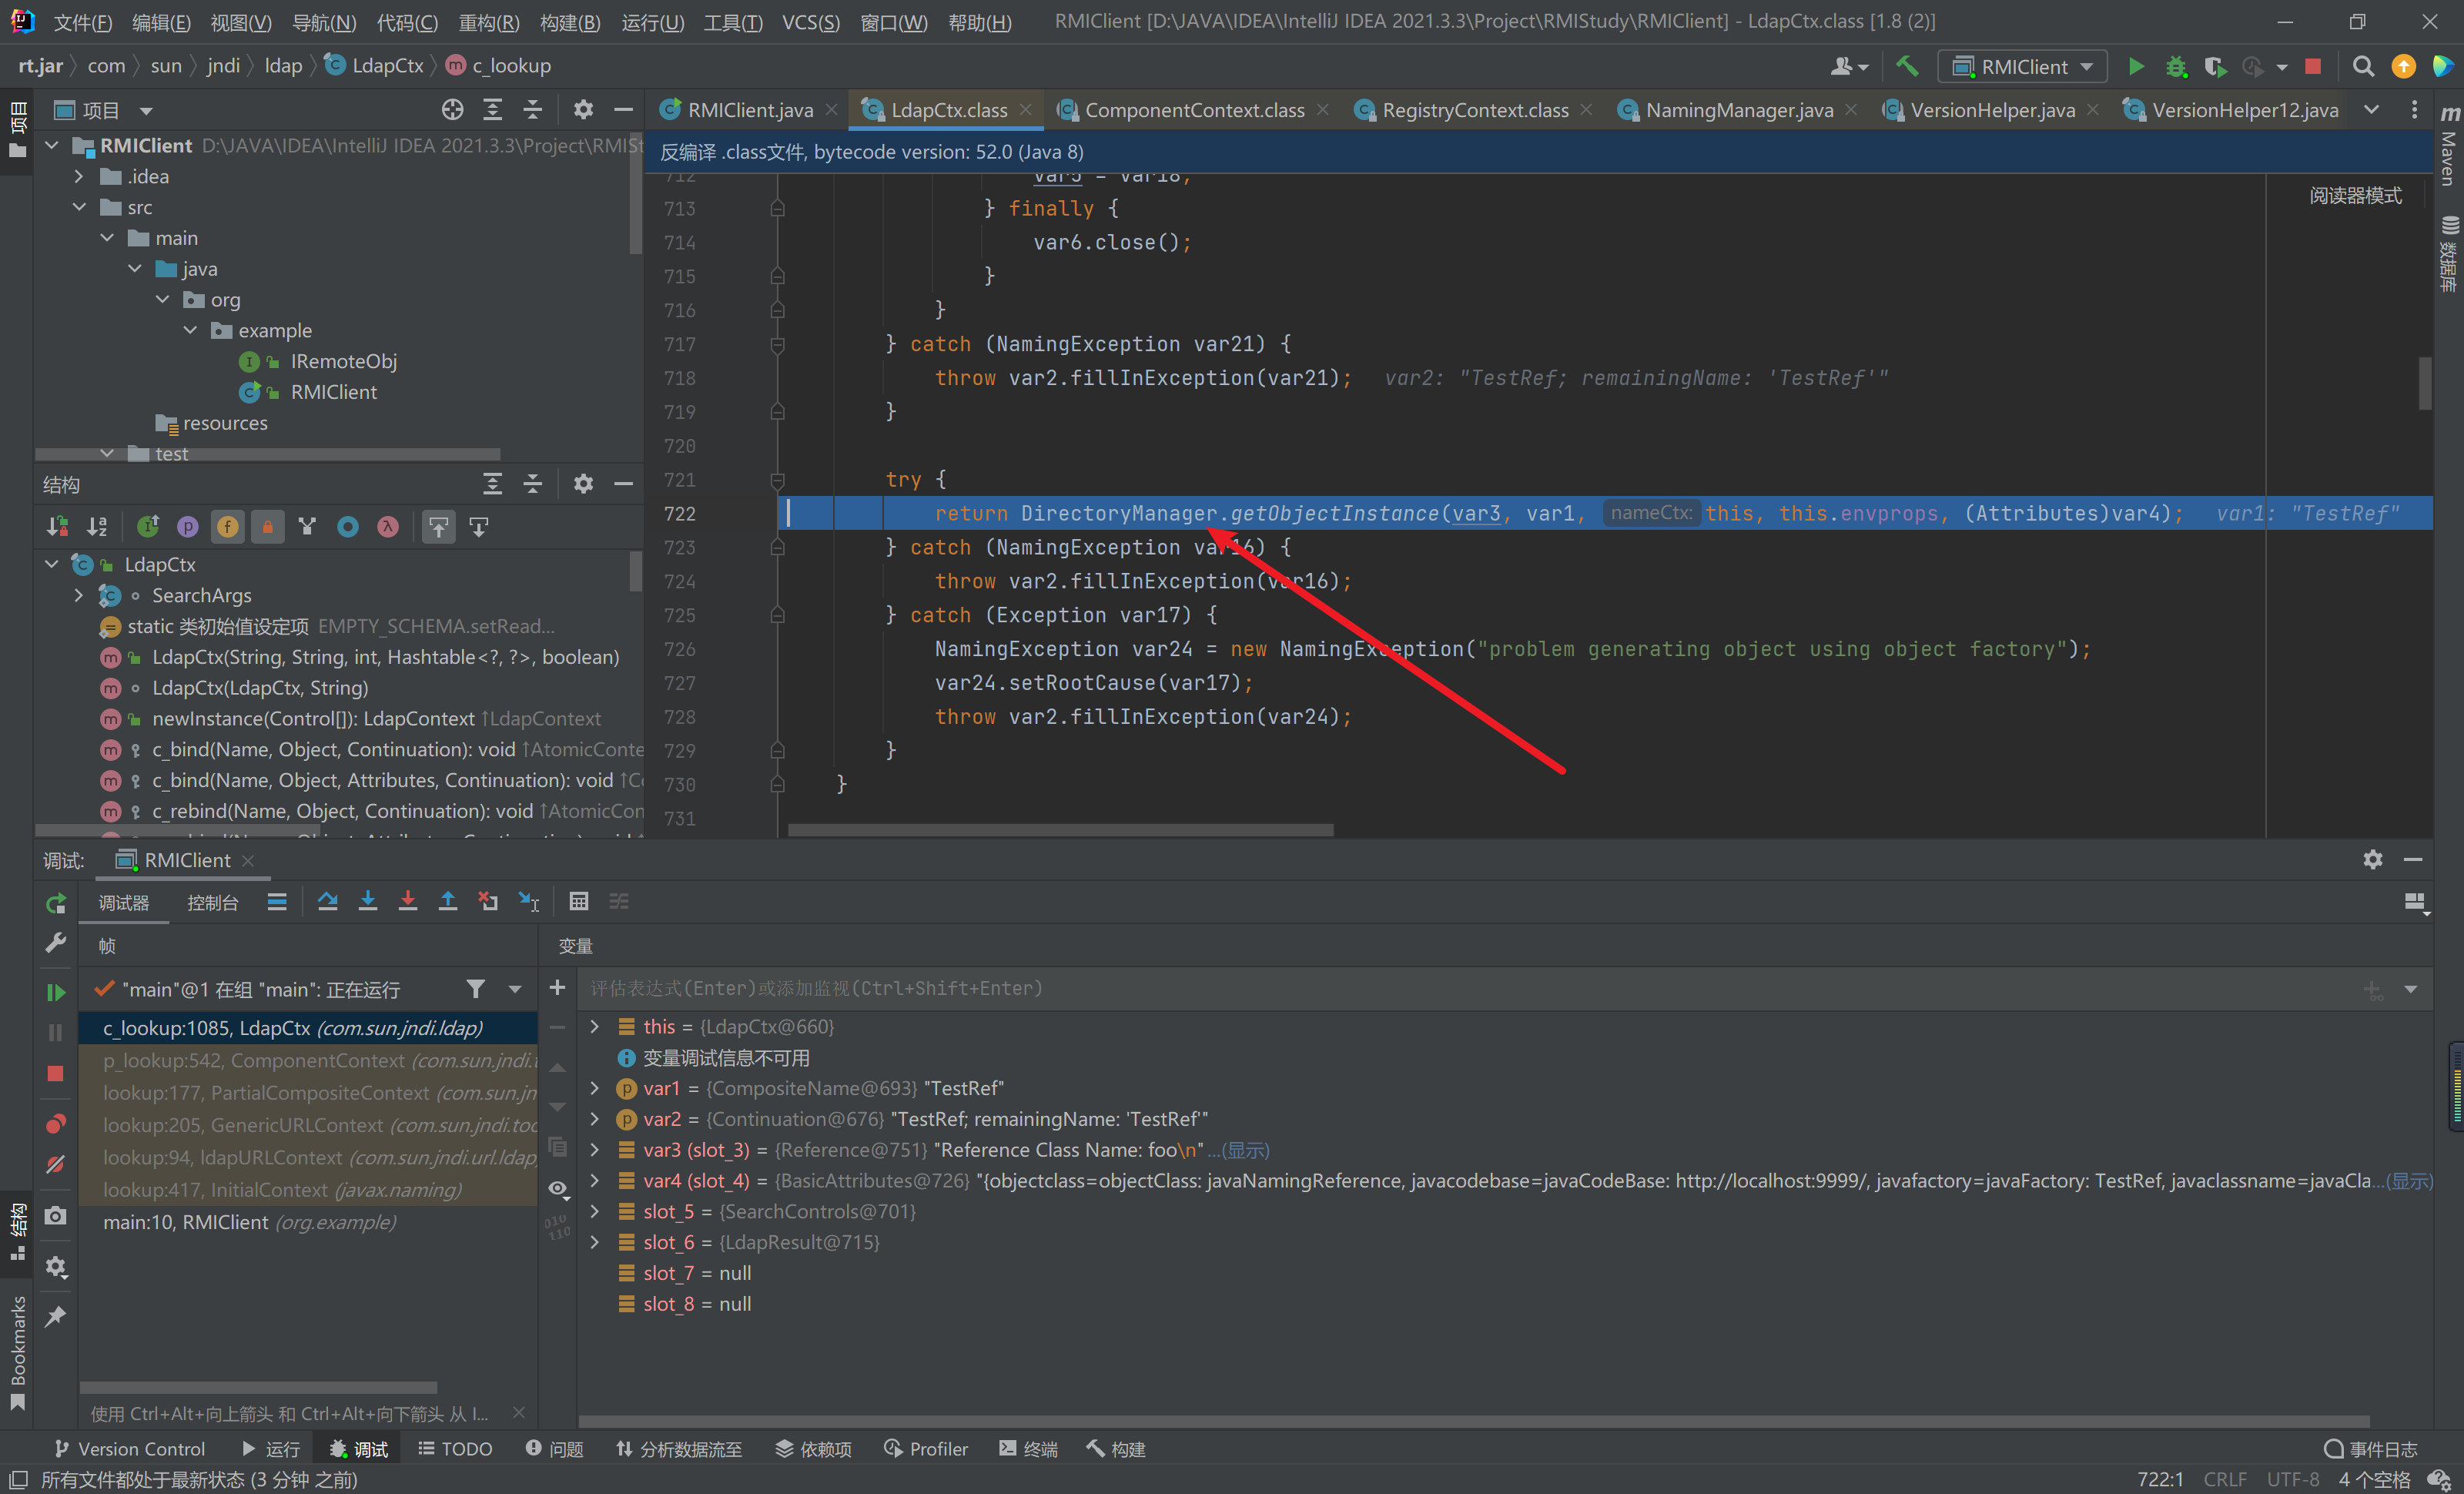 文件(F) 编辑(E) 视图(V) 导航(N) 代码(C) 重构(R) 构建(B) 运行(U) 工具(T) VCS(S) 窗口(W) 帮助(H) RMIClient [D:\JAVA\IDEA\IntelliJ IDEA 2021.3.3\Project\RMIStudy\RMIClient] - LdapCtx.class [1.8 (2)]
rt.jar com sun jndi ldap LdapCtx c_lookup RMIClient
项目
RMIClient.java LdapCtx.class ComponentContext.class RegistryContext.class NamingManager.java VersionHelper.java VersionHelper12.java
项目
RMIClient D:\JAVA\IDEA\IntelliJ IDEA 2021.3.3\Project\RMISt
.idea
src
main
java
org
example
IRemoteObj
RMIClient
resources
test
反编译 .class文件, bytecode version: 52.0 (Java 8)
阅读器模式
712 var5 = var18;
713 } finally {
714 var6.close();
715 }
716 }
717 } catch (NamingException var21) {
718 throw var2.fillInException(var21); var2: "TestRef; remainingName: 'TestRef'"
719 }
720
721 try {
722 return DirectoryManager.getObjectInstance(var3, var1, nameCtx: this, this.envprops, (Attributes)var4); var1: "TestRef"
723 } catch (NamingException var16) {
724 throw var2.fillInException(var16);
725 } catch (Exception var17) {
726 NamingException var24 = new NamingException("problem generating object using object factory");
727 var24.setRootCause(var17);
728 throw var2.fillInException(var24);
729 }
730 }
731
Maven
数据库
结构
LdapCtx
SearchArgs
static 类初始值设定项 EMPTY_SCHEMA.setRead...
LdapCtx(String, String, int, Hashtable<?, ?>, boolean)
LdapCtx(LdapCtx, String)
newInstance(Control[]): LdapContext ↑LdapContext
c_bind(Name, Object, Continuation): void ↑AtomicConte
c_bind(Name, Object, Attributes, Continuation): void ↑Co
c_rebind(Name, Object, Continuation): void ↑AtomicCon
调试: RMIClient
调试器 控制台
帧
"main"@1 在组 "main": 正在运行
c_lookup:1085, LdapCtx (com.sun.jndi.ldap)
p_lookup:542, ComponentContext (com.sun.jndi.t
lookup:177, PartialCompositeContext (com.sun.jn
lookup:205, GenericURLContext (com.sun.jndi.too
lookup:94, ldapURLContext (com.sun.jndi.url.ldap
lookup:417, InitialContext (javax.naming)
main:10, RMIClient (org.example)
使用 Ctrl+Alt+向上箭头 和 Ctrl+Alt+向下箭头 从 I...
变量
评估表达式(Enter)或添加监视(Ctrl+Shift+Enter)
this = {LdapCtx@660}
变量调试信息不可用
var1 = {CompositeName@693} "TestRef"
var2 = {Continuation@676} "TestRef; remainingName: 'TestRef'"
var3 (slot_3) = {Reference@751} "Reference Class Name: foo\n" ...(显示)
var4 (slot_4) = {BasicAttributes@726} "{objectclass=objectClass: javaNamingReference, javacodebase=javaCodeBase: http://localhost:9999/, javafactory=javaFactory: TestRef, javaclassname=javaCla...(显示)
slot_5 = {SearchControls@701}
slot_6 = {LdapResult@715}
slot_7 = null
slot_8 = null
结构
Bookmarks
Version Control 运行 调试 TODO 问题 分析数据流至 依赖项 Profiler 终端 构建 事件日志
所有文件都处于最新状态 (3 分钟 之前) 722:1 CRLF UTF-8 4 个空格